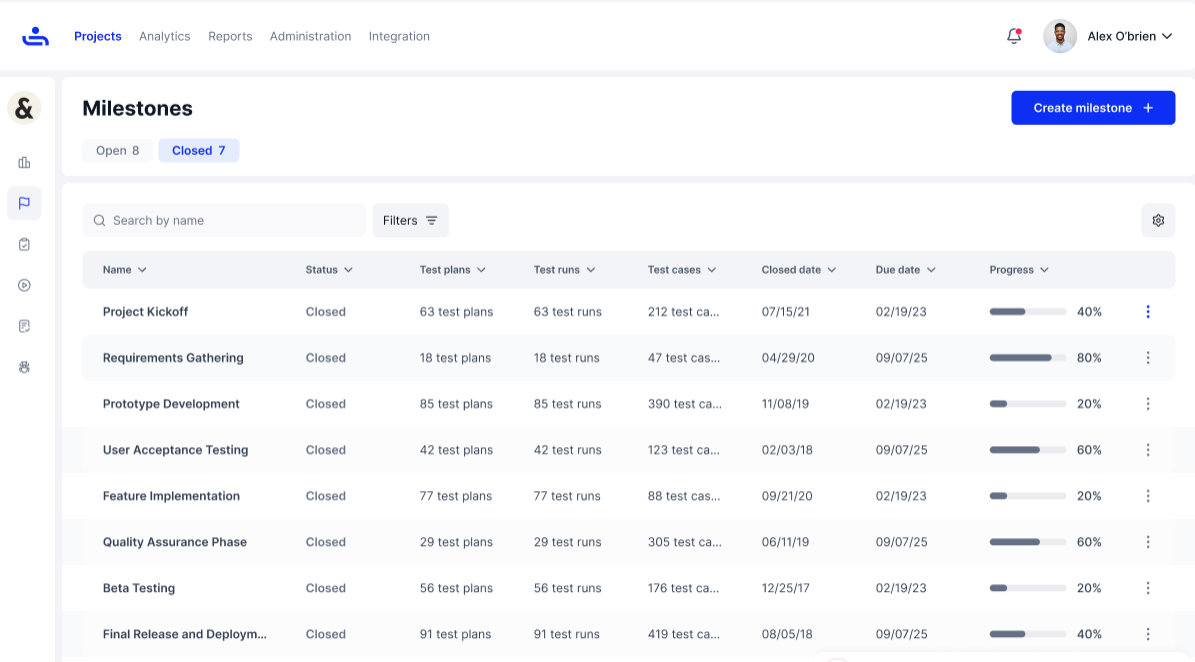 Projects Analytics Reports Administration Integration Alex O'brien
&
Milestones
Create milestone +
Open 8 Closed 7
Search by name Filters
Name Status Test plans Test runs Test cases Closed date Due date Progress
Project Kickoff Closed 63 test plans 63 test runs 212 test ca... 07/15/21 02/19/23 40%
Requirements Gathering Closed 18 test plans 18 test runs 47 test cas... 04/29/20 09/07/25 80%
Prototype Development Closed 85 test plans 85 test runs 390 test ca... 11/08/19 02/19/23 20%
User Acceptance Testing Closed 42 test plans 42 test runs 123 test ca... 02/03/18 09/07/25 60%
Feature Implementation Closed 77 test plans 77 test runs 88 test cas... 09/21/20 02/19/23 20%
Quality Assurance Phase Closed 29 test plans 29 test runs 305 test ca... 06/11/19 09/07/25 60%
Beta Testing Closed 56 test plans 56 test runs 176 test ca... 12/25/17 02/19/23 20%
Final Release and Deploym... Closed 91 test plans 91 test runs 419 test ca... 08/05/18 09/07/25 40%